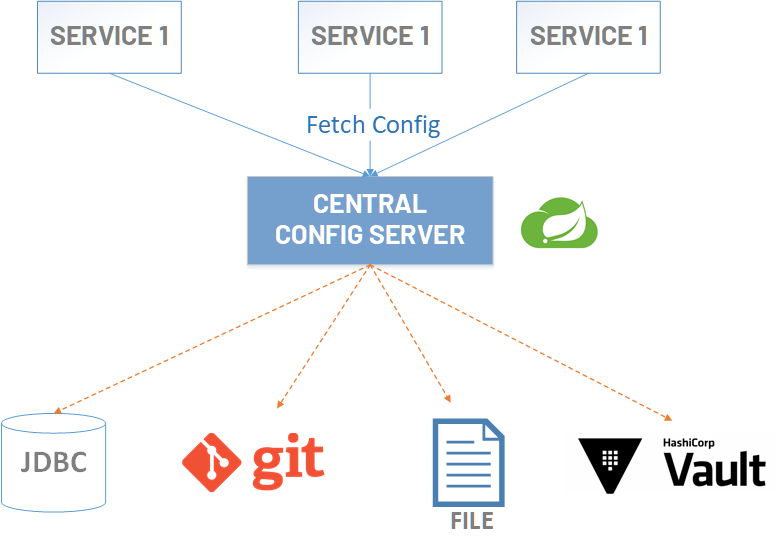 SERVICE 1
SERVICE 1
SERVICE 1
Fetch Config
CENTRAL
CONFIG SERVER
JDBC
git
FILE
HashiCorp
Vault